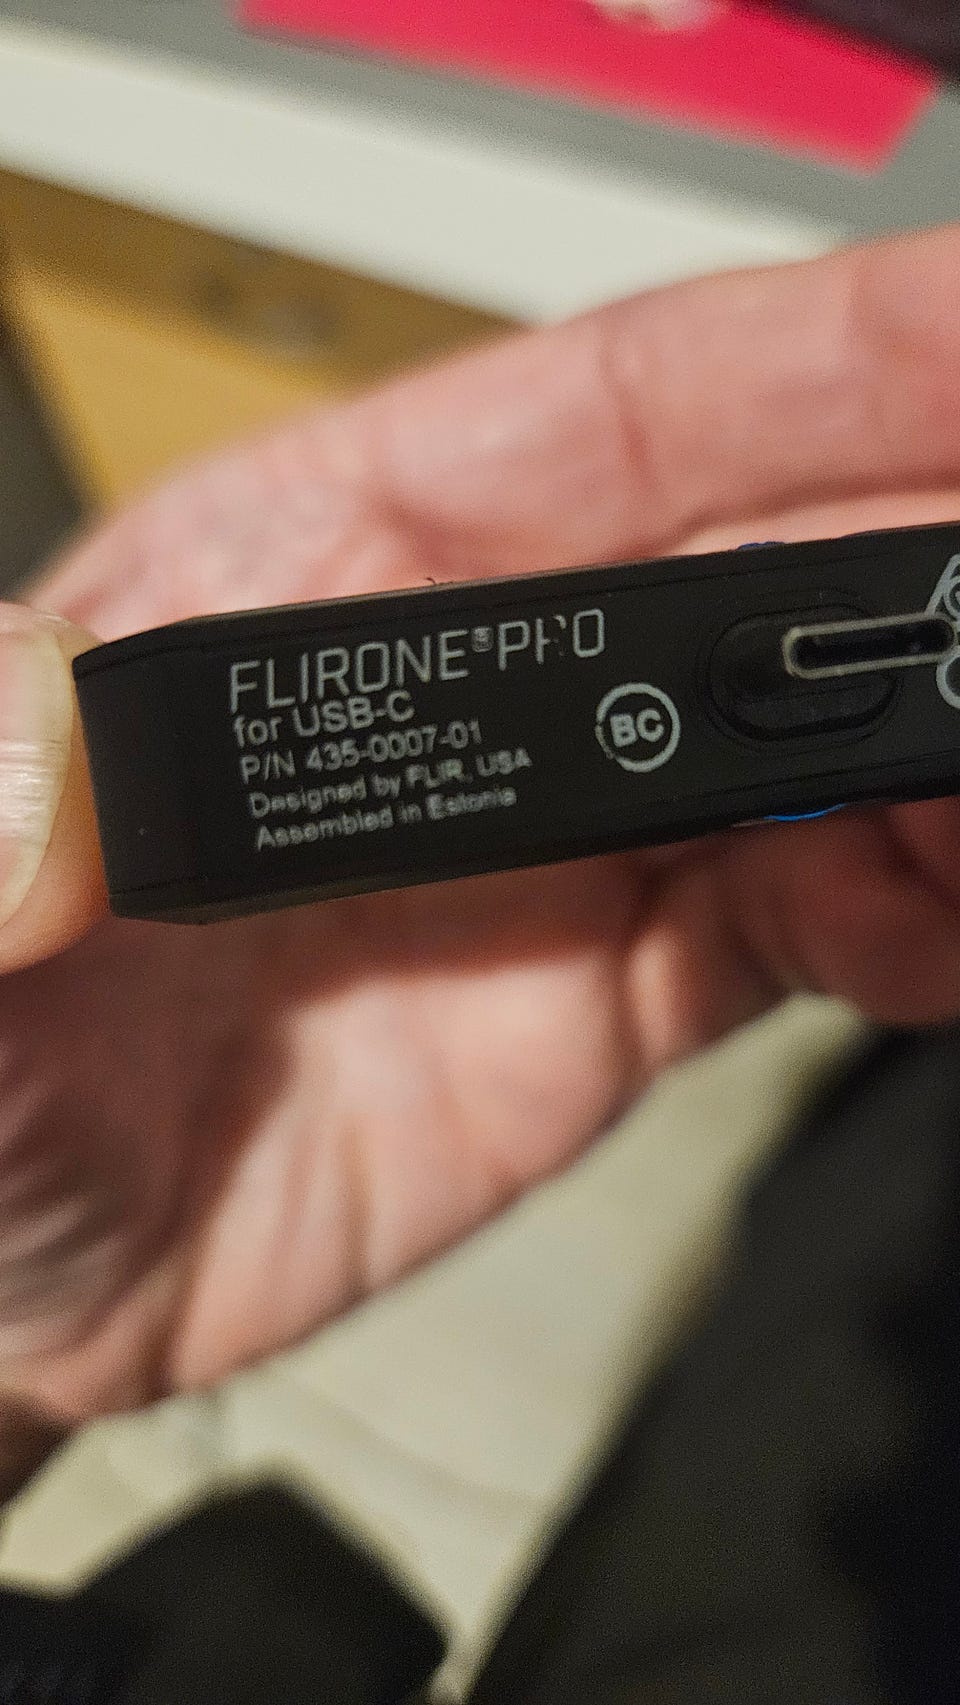 FLIRONE®PRO
for USB-C
P/N 435-0007-01
Designed by FLIR, USA
Assembled in Estonia
BC